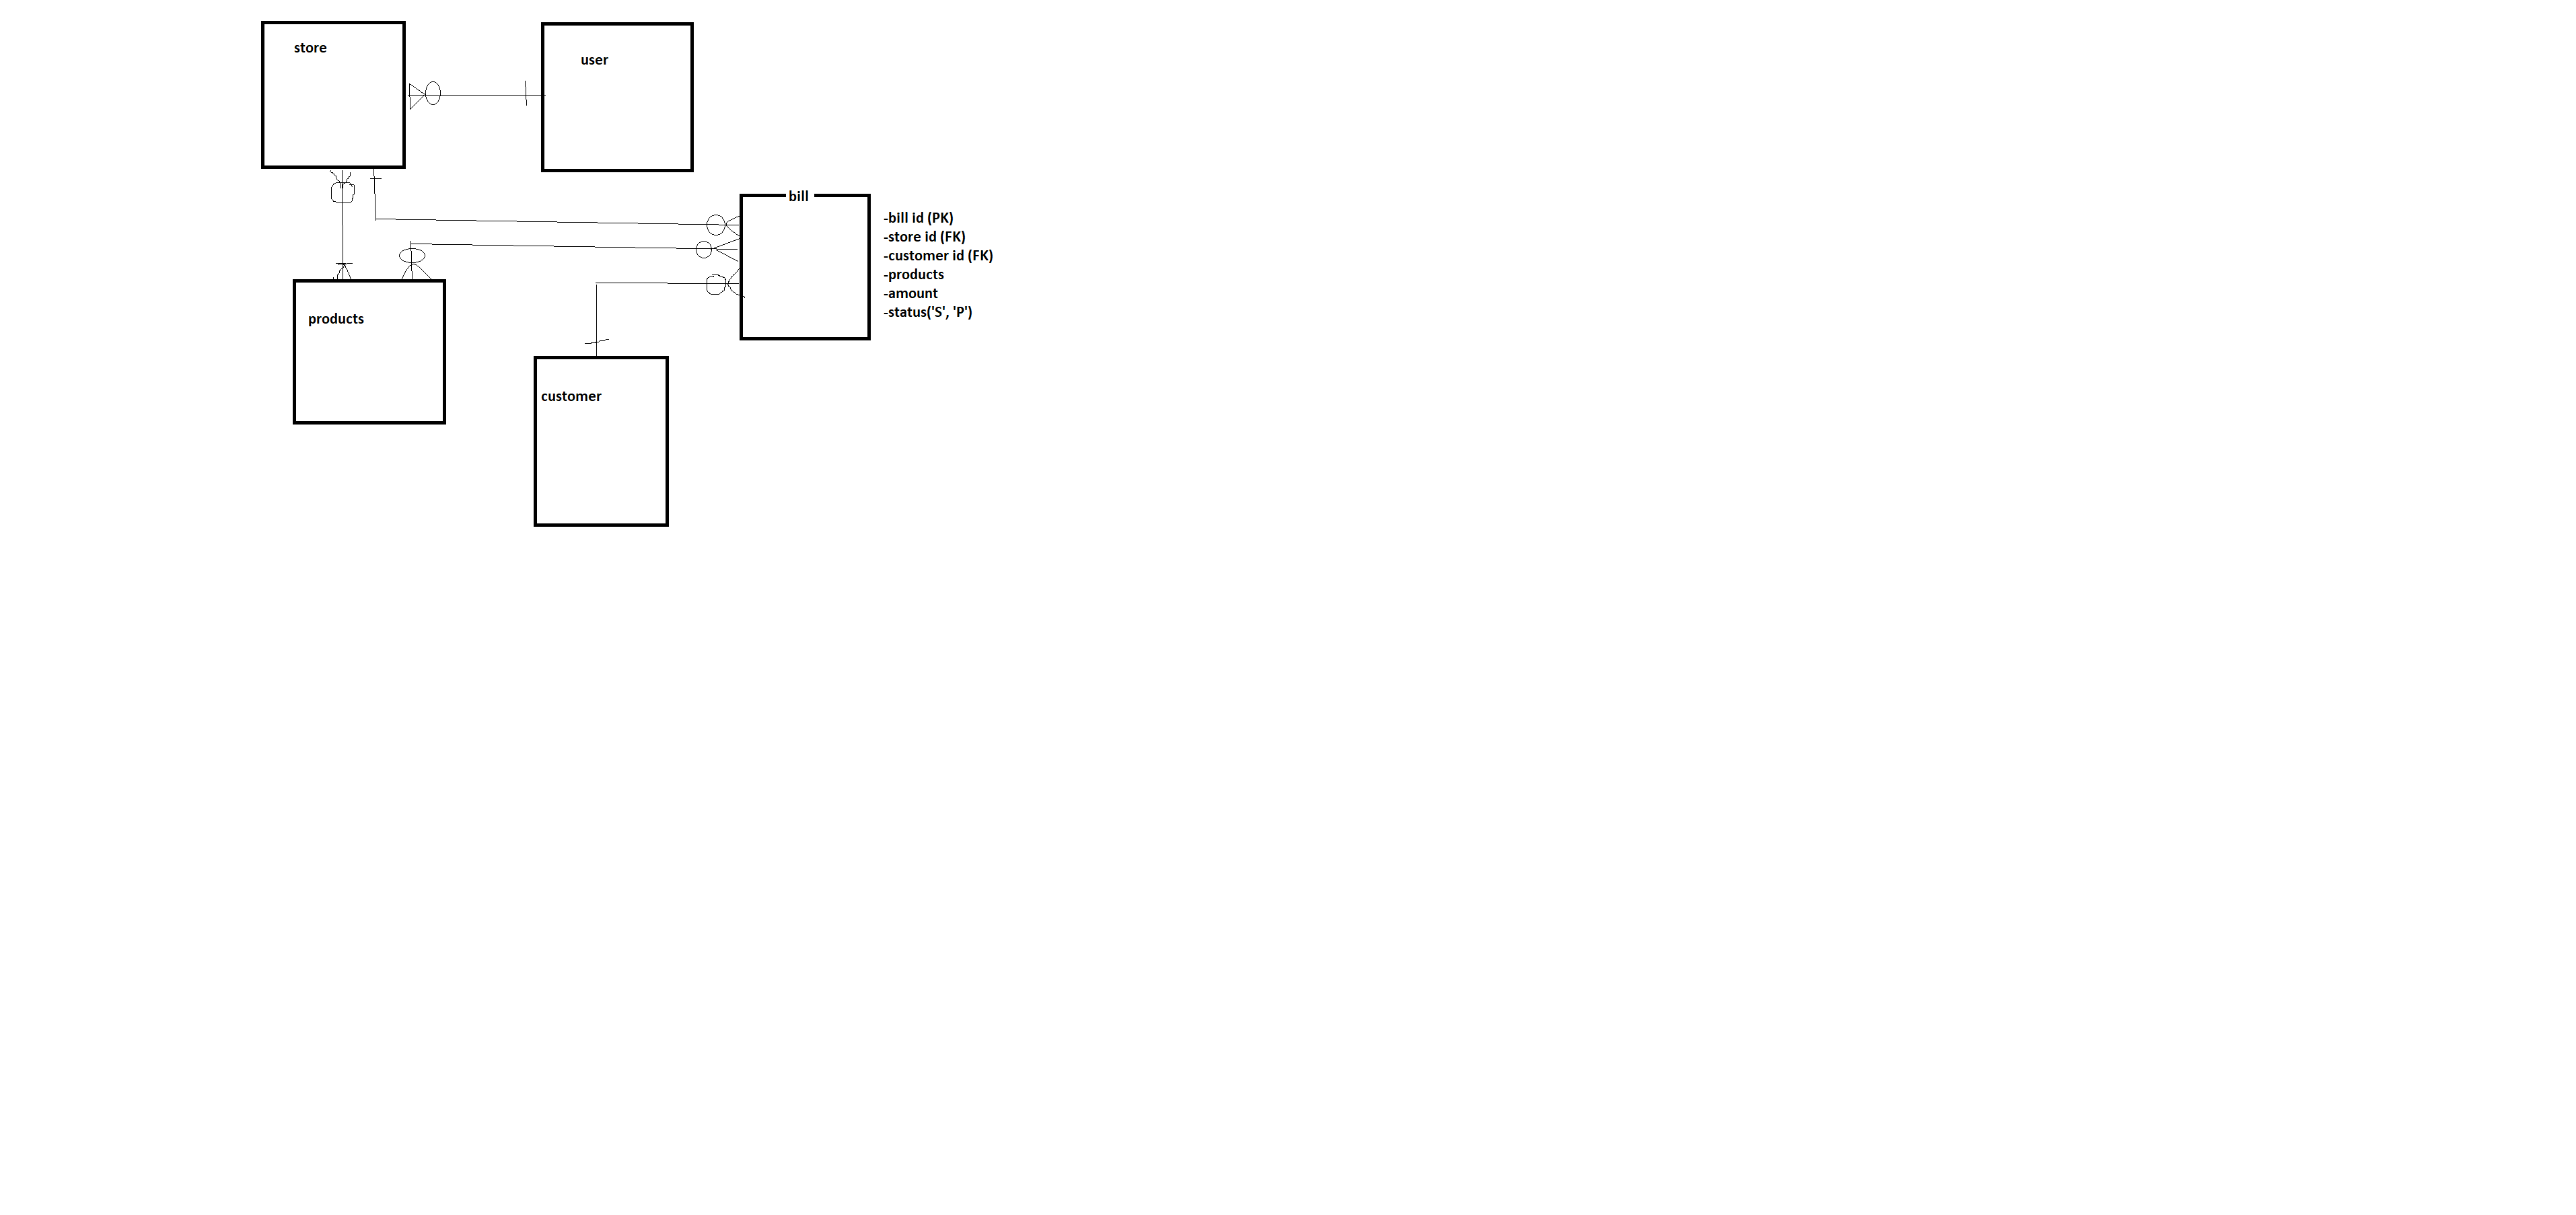 store
user
bill
-bill id (PK)
-store id (FK)
-customer id (FK)
-products
-amount
-status('S', 'P')
products
customer